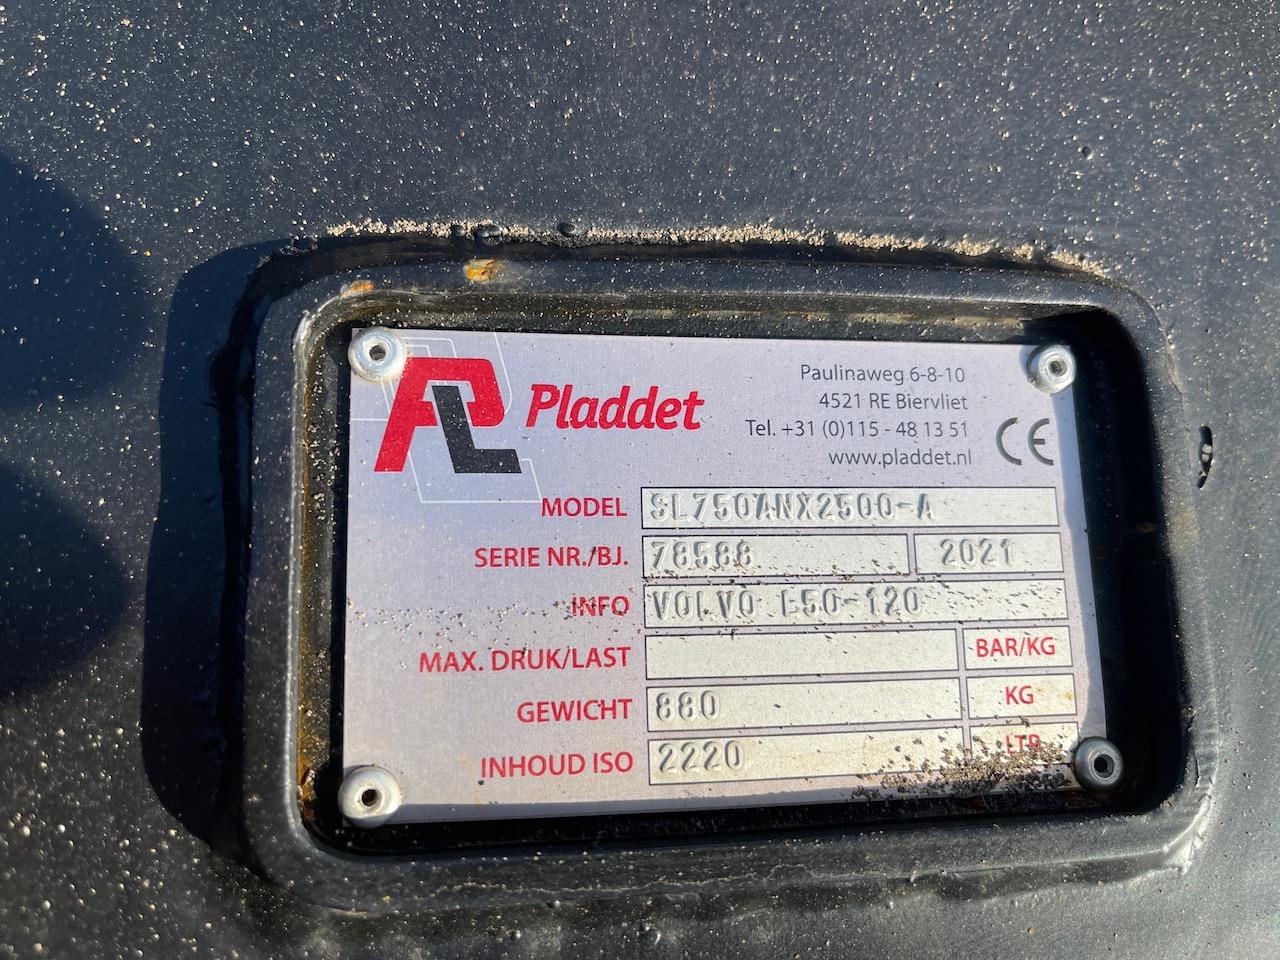 PL Pladdet
Paulinaweg 6-8-10
4521 RE Biervliet
Tel. +31 (0)115 - 48 13 51
www.pladdet.nl
CE
MODEL SL750ANX2500-A
SERIE NR./BJ. 78588 2021
INFO VOLVO L50-120
MAX. DRUK/LAST BAR/KG
GEWICHT 880 KG
INHOUD ISO 2220 LTR